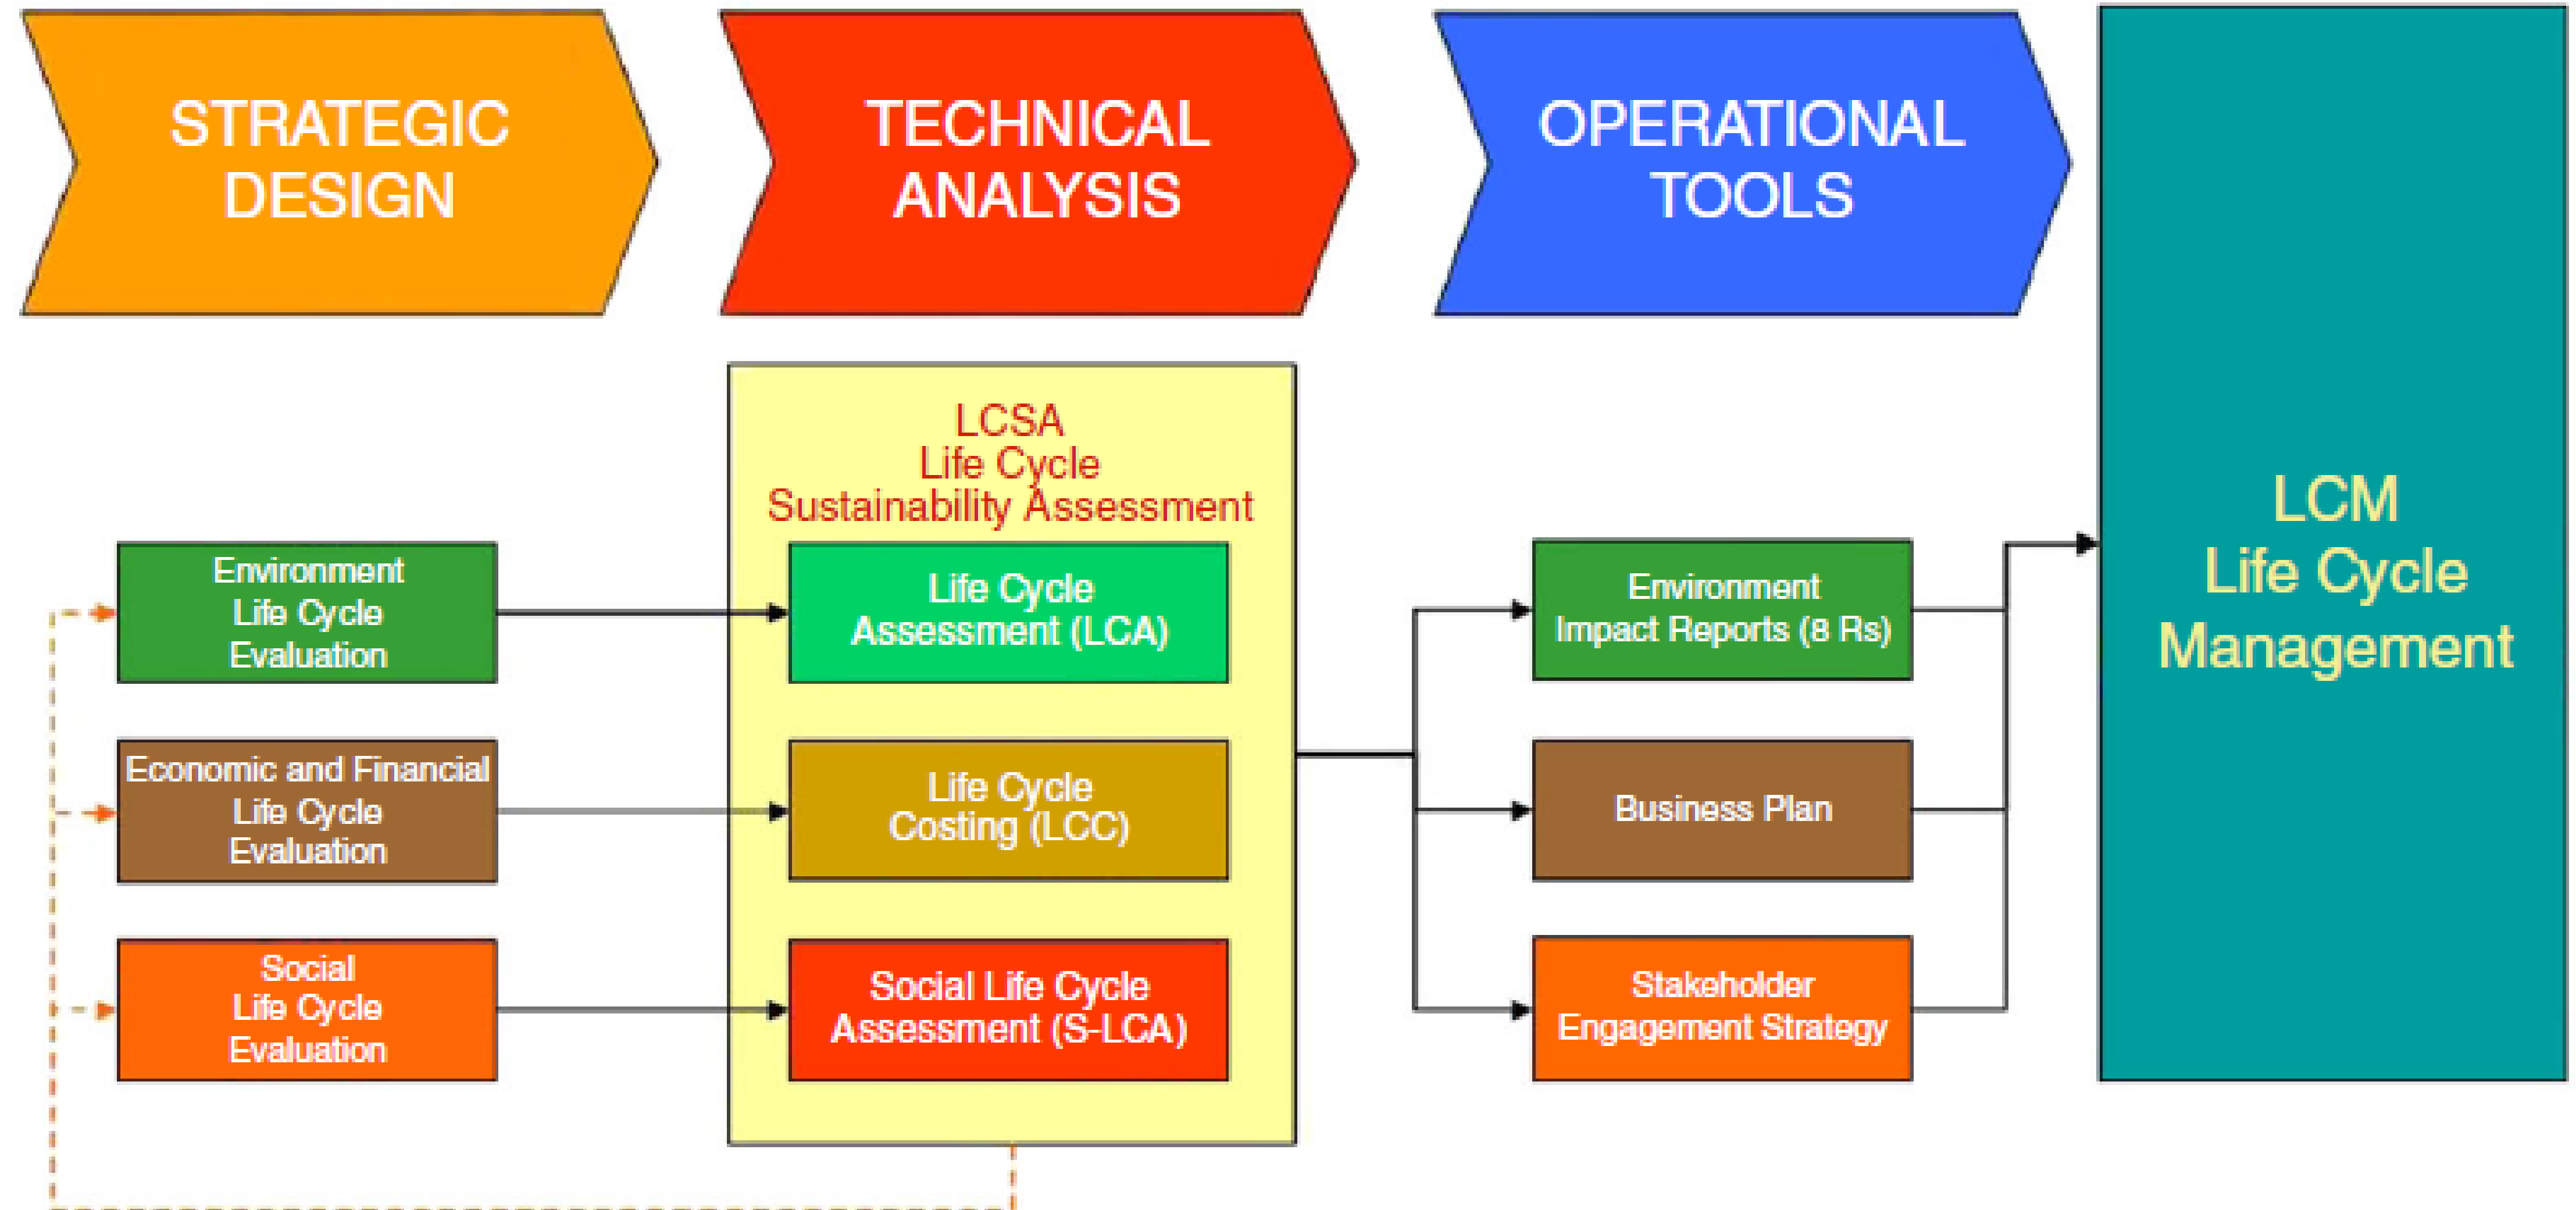 STRATEGIC
DESIGN
TECHNICAL
ANALYSIS
OPERATIONAL
TOOLS
LCSA
Life Cycle
Sustainability Assessment
Environment
Life Cycle
Evaluation
Life Cycle
Assessment (LCA)
Environment
Impact Reports (8 Rs)
Economic and Financial
Life Cycle
Evaluation
Life Cycle
Costing (LCC)
Business Plan
Social
Life Cycle
Evaluation
Social Life Cycle
Assessment (S-LCA)
Stakeholder
Engagement Strategy
LCM
Life Cycle
Management